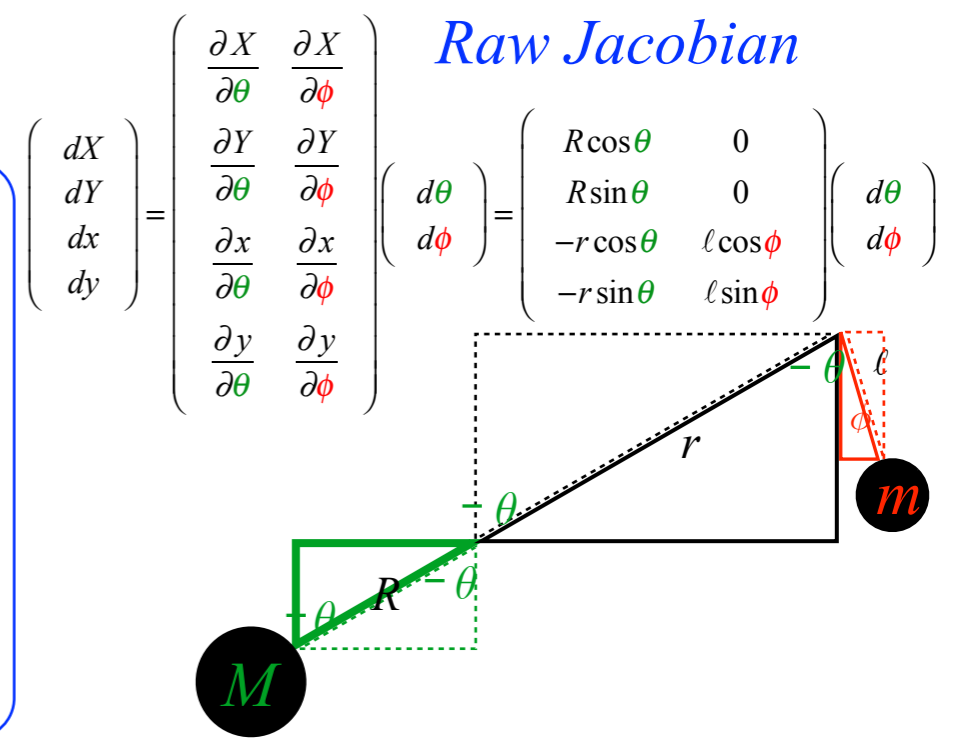 Raw Jacobian
( dX dY dx dy ) = ( ∂X/∂θ ∂X/∂ϕ ∂Y/∂θ ∂Y/∂ϕ ∂x/∂θ ∂x/∂ϕ ∂y/∂θ ∂y/∂ϕ ) ( dθ dϕ ) = ( R cos θ 0 R sin θ 0 −r cos θ ℓ cos ϕ −r sin θ ℓ sin ϕ ) ( dθ dϕ )
− θ
ℓ
ϕ
r
m
− θ
− θ
R
− θ
M